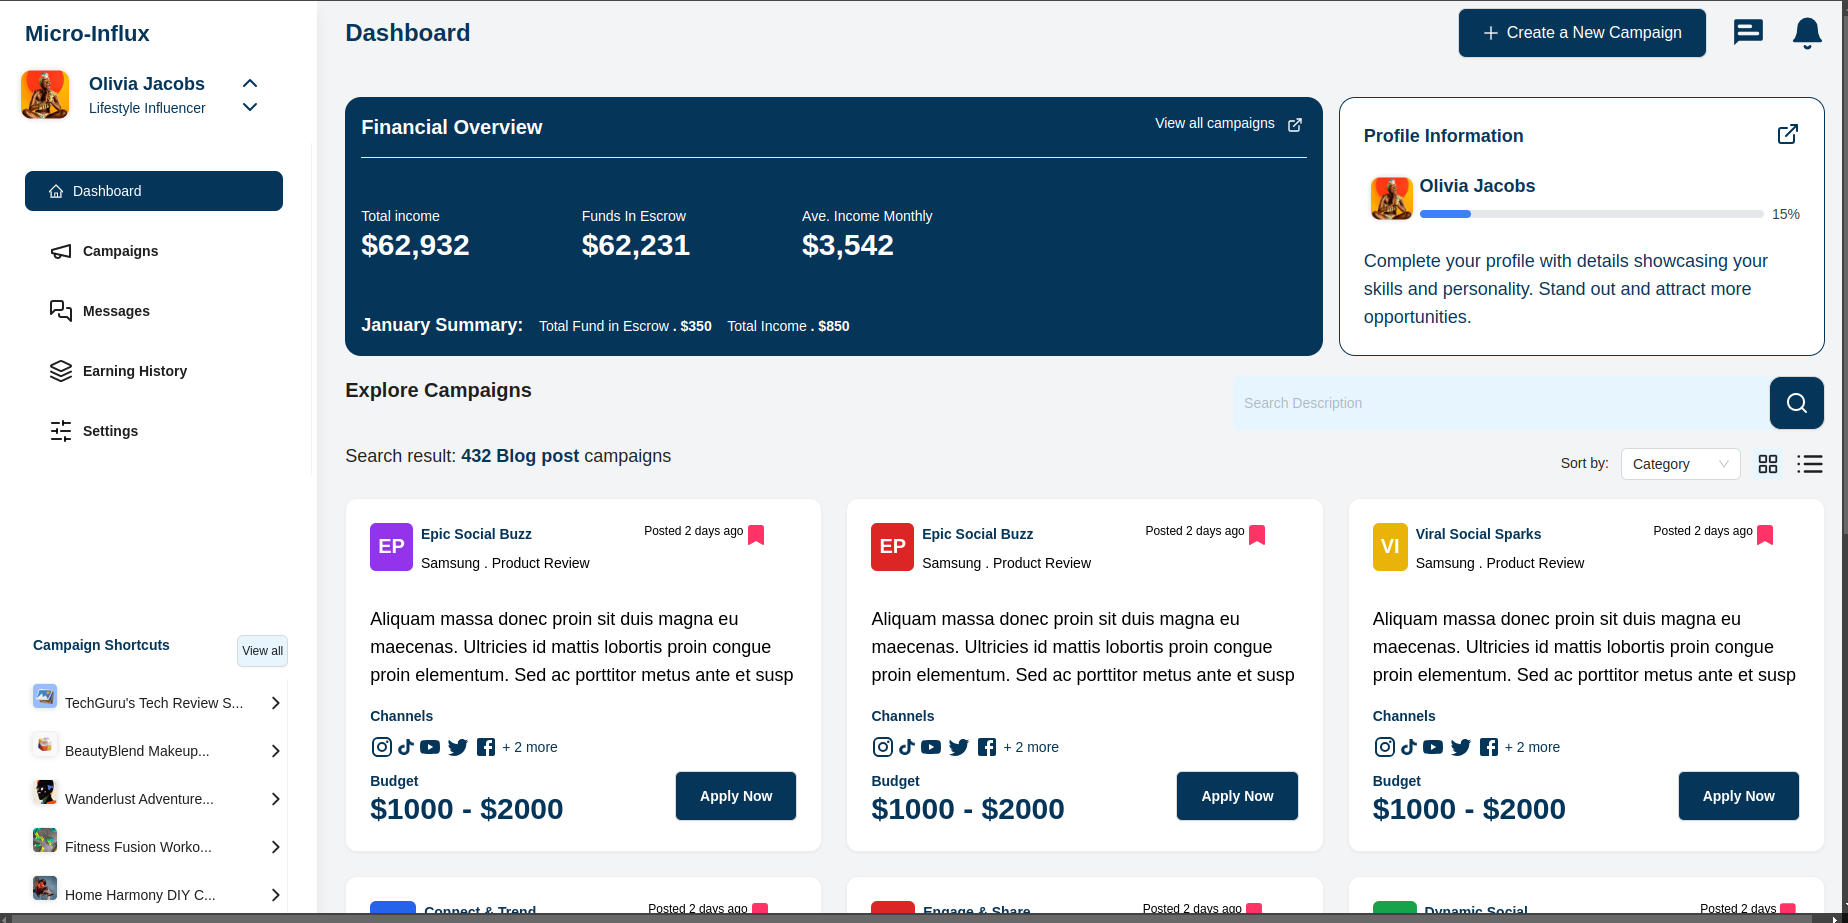 Micro-Influx
Olivia Jacobs
Lifestyle Influencer
Dashboard
Campaigns
Messages
Earning History
Settings
Campaign Shortcuts
View all
TechGuru's Tech Review S...
BeautyBlend Makeup...
Wanderlust Adventure...
Fitness Fusion Worko...
Home Harmony DIY C...
Dashboard
Create a New Campaign
Financial Overview
View all campaigns
Total income
$62,932
Funds In Escrow
$62,231
Ave. Income Monthly
$3,542
January Summary:
Total Fund in Escrow . $350
Total Income . $850
Profile Information
Olivia Jacobs
15%
Complete your profile with details showcasing your
skills and personality. Stand out and attract more
opportunities.
Explore Campaigns
Search Description
Search result: 432 Blog post campaigns
Sort by:
Category
EP
Epic Social Buzz
Posted 2 days ago
Samsung . Product Review
Aliquam massa donec proin sit duis magna eu
maecenas. Ultricies id mattis lobortis proin congue
proin elementum. Sed ac porttitor metus ante et susp
Channels
+ 2 more
Budget
$1000 - $2000
Apply Now
EP
Epic Social Buzz
Posted 2 days ago
Samsung . Product Review
Aliquam massa donec proin sit duis magna eu
maecenas. Ultricies id mattis lobortis proin congue
proin elementum. Sed ac porttitor metus ante et susp
Channels
+ 2 more
Budget
$1000 - $2000
Apply Now
VI
Viral Social Sparks
Posted 2 days ago
Samsung . Product Review
Aliquam massa donec proin sit duis magna eu
maecenas. Ultricies id mattis lobortis proin congue
proin elementum. Sed ac porttitor metus ante et susp
Channels
+ 2 more
Budget
$1000 - $2000
Apply Now
Connect & Trend
Posted 2 days ago
Engage & Share
Posted 2 days ago
Dynamic Social
Posted 2 days